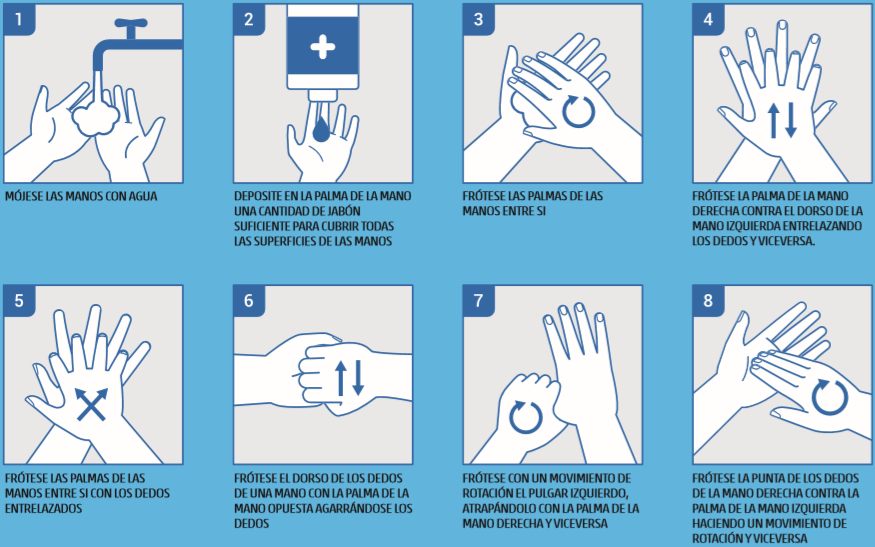 1
MÓJESE LAS MANOS CON AGUA
2
DEPOSITE EN LA PALMA DE LA MANO
UNA CANTIDAD DE JABÓN
SUFICIENTE PARA CUBRIR TODAS
LAS SUPERFICIES DE LAS MANOS
3
FRÓTESE LAS PALMAS DE LAS
MANOS ENTRE SI
4
FRÓTESE LA PALMA DE LA MANO
DERECHA CONTRA EL DORSO DE LA
MANO IZQUIERDA ENTRELAZANDO
LOS DEDOS Y VICEVERSA.
5
FRÓTESE LAS PALMAS DE LAS
MANOS ENTRE SI CON LOS DEDOS
ENTRELAZADOS
6
FRÓTESE EL DORSO DE LOS DEDOS
DE UNA MANO CON LA PALMA DE LA
MANO OPUESTA AGARRÁNDOSE LOS
DEDOS
7
FRÓTESE CON UN MOVIMIENTO DE
ROTACIÓN EL PULGAR IZQUIERDO,
ATRAPÁNDOLO CON LA PALMA DE LA
MANO DERECHA Y VICEVERSA
8
FRÓTESE LA PUNTA DE LOS DEDOS
DE LA MANO DERECHA CONTRA LA
PALMA DE LA MANO IZQUIERDA
HACIENDO UN MOVIMIENTO DE
ROTACIÓN Y VICEVERSA